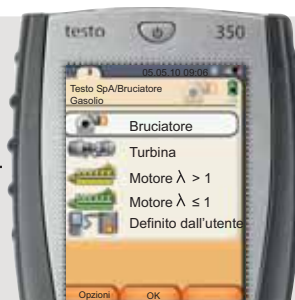 testo 350
05.05.10 09:06
Testo SpA/Bruciatore
Gasolio
Bruciatore
Turbina
Motore λ > 1
Motore λ ≤ 1
Definito dall'utente
Opzioni OK